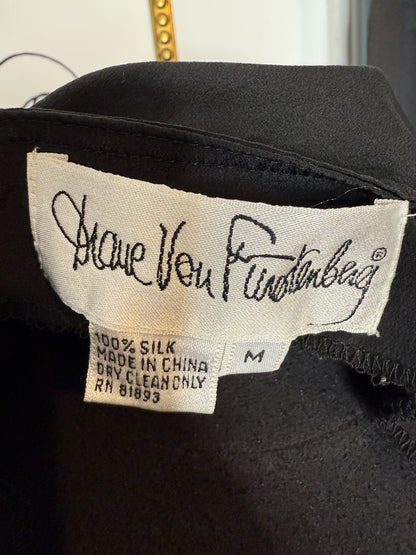 Diane Von Furstenberg®
100% SILK
MADE IN CHINA
DRY CLEAN ONLY
RN 81893
M